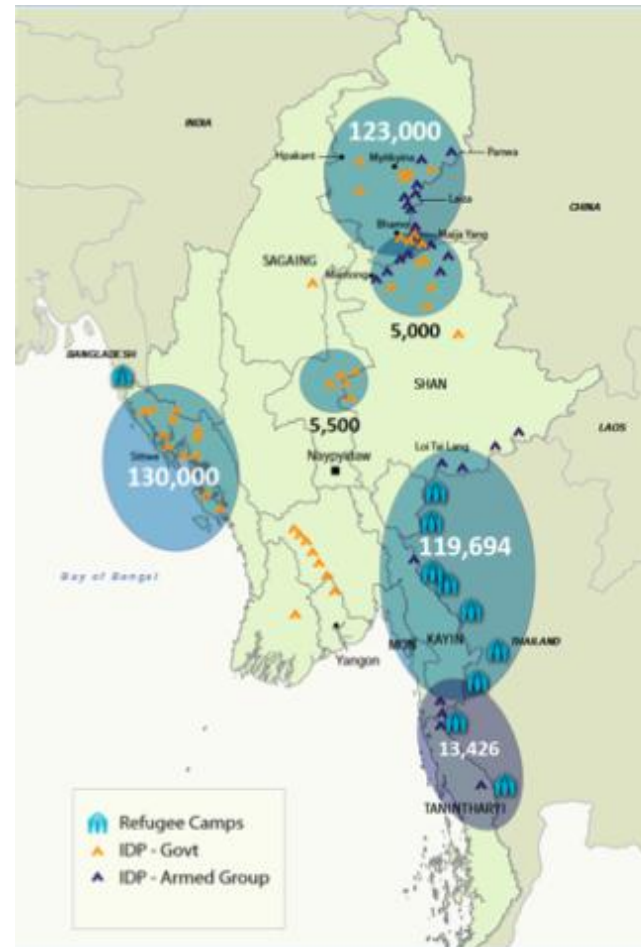 INDIA
123,000
Hpakant
Myitkyina
Panwa
Laiza
CHINA
Bhamo
Maija Yang
SAGAING
5,000
BANGLADESH
SHAN
5,500
LAOS
Loi Tai Lang
Sittwe
Naypyidaw
130,000
119,694
Bay of Bengal
MON
KAYIN
THAILAND
Yangon
13,426
TANINTHARYI
Refugee Camps
IDP - Govt
IDP - Armed Group